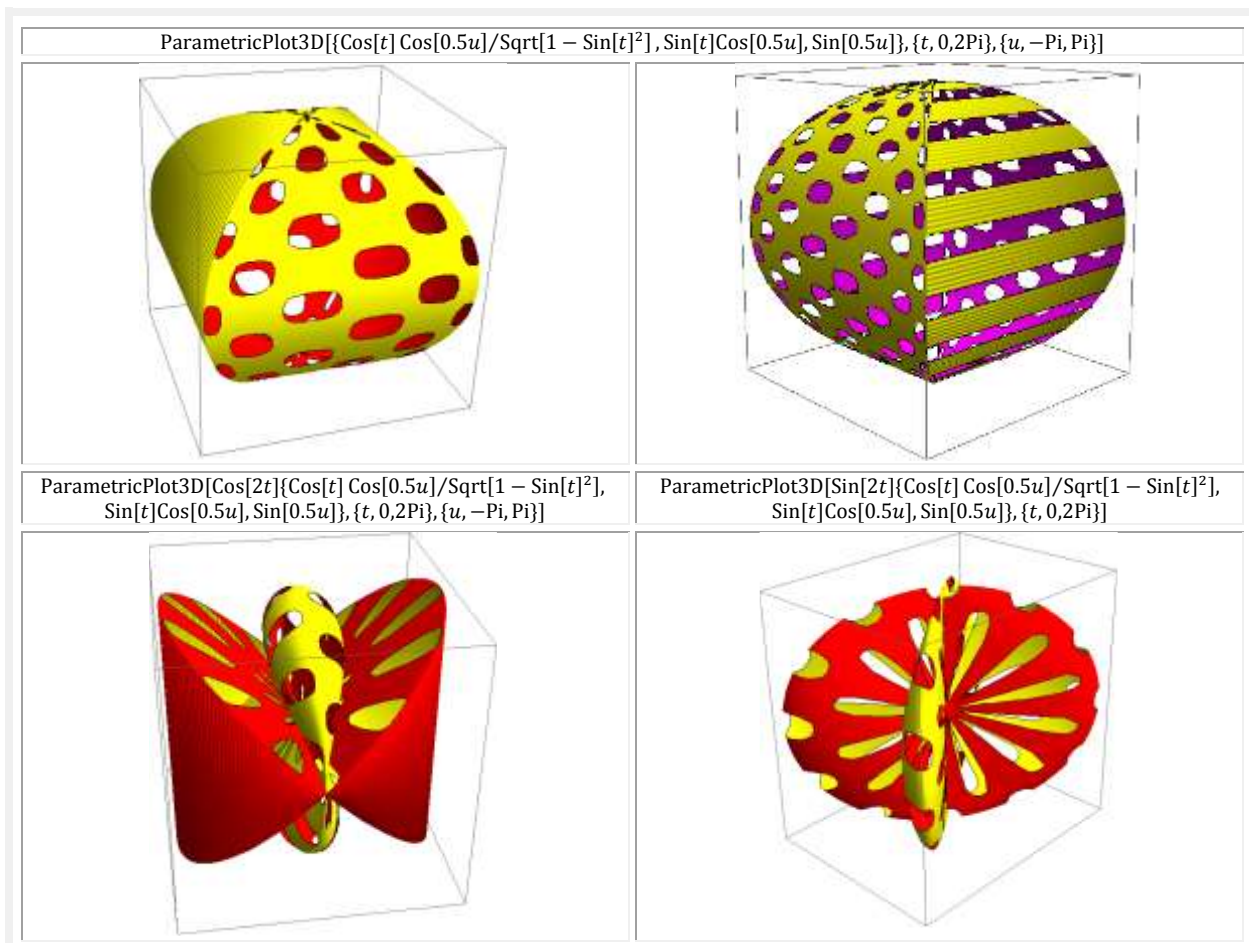 ParametricPlot3D[{Cos[t] Cos[0.5u]/Sqrt[1 − Sin[t]²] , Sin[t]Cos[0.5u], Sin[0.5u]}, {t, 0,2Pi}, {u, −Pi, Pi}]
ParametricPlot3D[Cos[2t]{Cos[t] Cos[0.5u]/Sqrt[1 − Sin[t]²],
Sin[t]Cos[0.5u], Sin[0.5u]}, {t, 0,2Pi}, {u, −Pi, Pi}]
ParametricPlot3D[Sin[2t]{Cos[t] Cos[0.5u]/Sqrt[1 − Sin[t]²],
Sin[t]Cos[0.5u], Sin[0.5u]}, {t, 0,2Pi}]